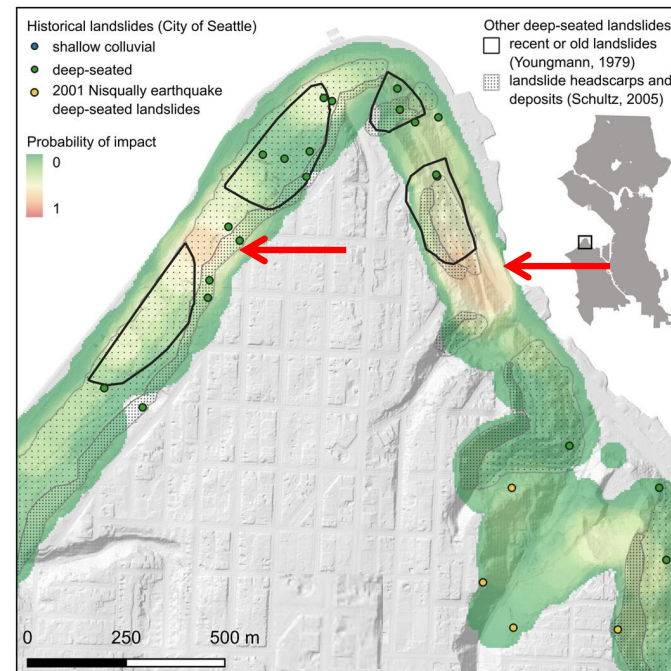 Historical landslides (City of Seattle)
shallow colluvial
deep-seated
2001 Nisqually earthquake
deep-seated landslides
Probability of impact
0
1
Other deep-seated landslides
recent or old landslides
(Youngmann, 1979)
landslide headscarps and
deposits (Schultz, 2005)
0 250 500 m